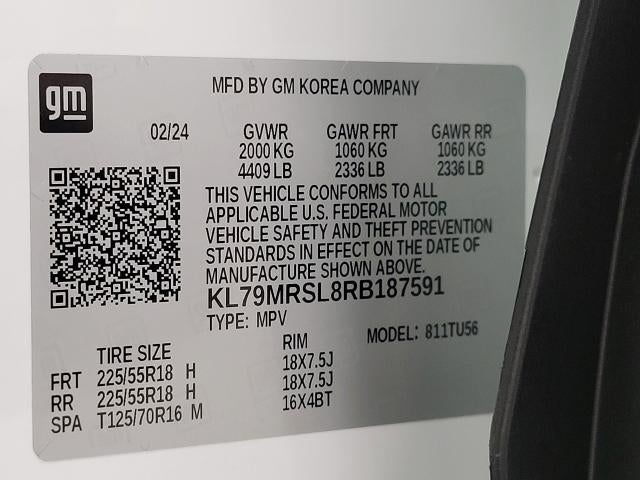 gm
MFD BY GM KOREA COMPANY
02/24 GVWR GAWR FRT GAWR RR
2000 KG 1060 KG 1060 KG
4409 LB 2336 LB 2336 LB
THIS VEHICLE CONFORMS TO ALL
APPLICABLE U.S. FEDERAL MOTOR
VEHICLE SAFETY AND THEFT PREVENTION
STANDARDS IN EFFECT ON THE DATE OF
MANUFACTURE SHOWN ABOVE.
KL79MRSL8RB187591
TYPE: MPV MODEL: 811TU56
TIRE SIZE RIM
FRT 225/55R18 H 18X7.5J
RR 225/55R18 H 18X7.5J
SPA T125/70R16 M 16X4BT